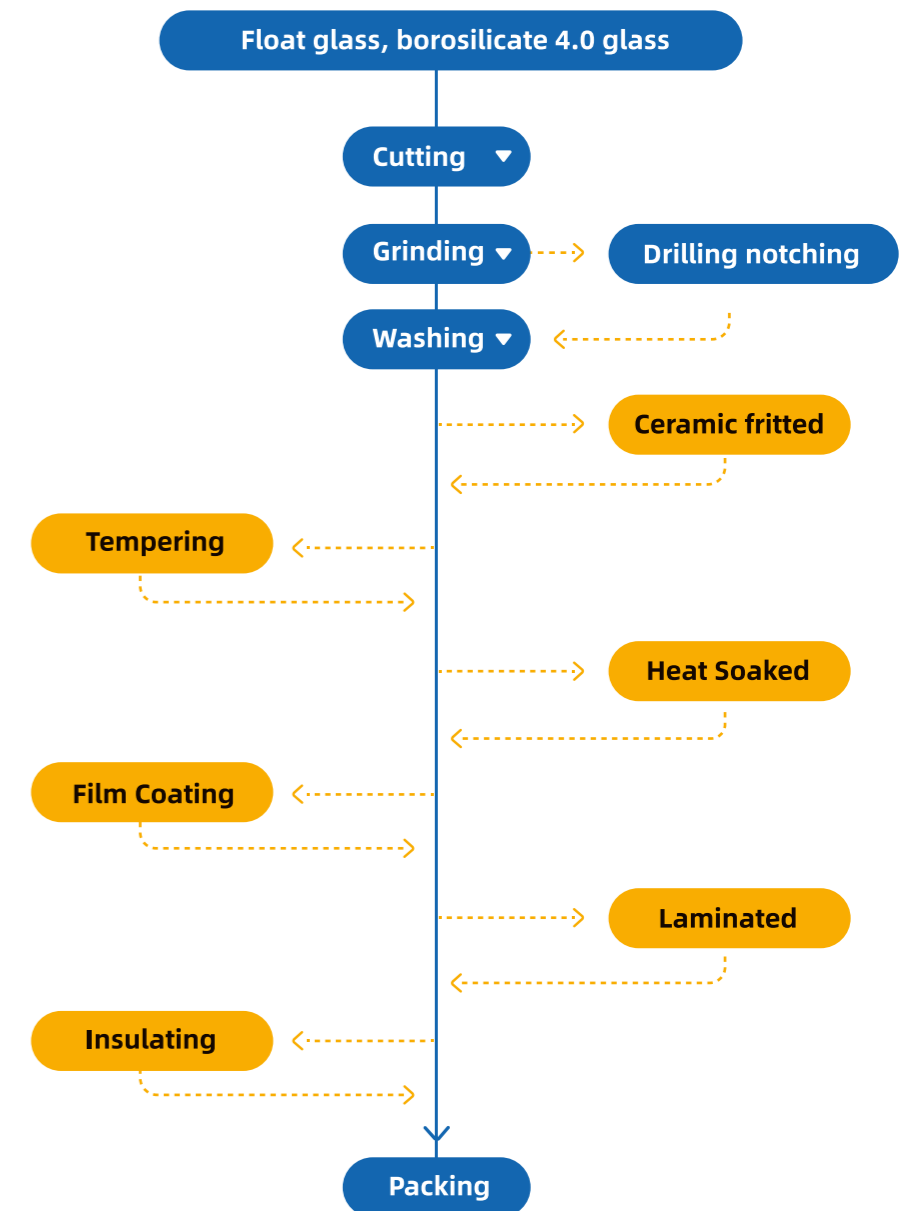 Float glass, borosilicate 4.0 glass
Cutting
Grinding
Drilling notching
Washing
Ceramic fritted
Tempering
Heat Soaked
Film Coating
Laminated
Insulating
Packing